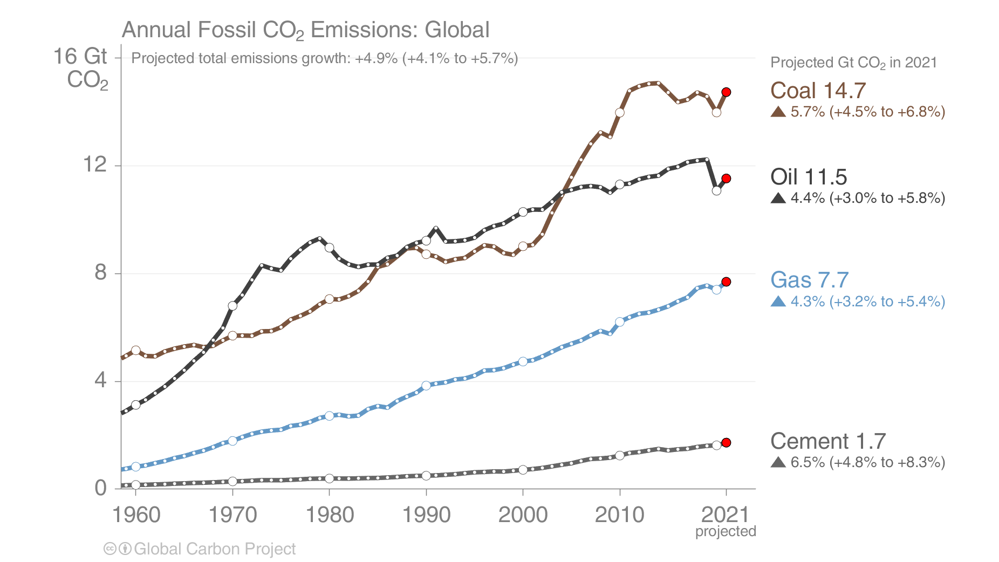 Annual Fossil CO₂ Emissions: Global
Projected total emissions growth: +4.9% (+4.1% to +5.7%)
16 Gt
CO₂
12
8
4
0
1960 1970 1980 1990 2000 2010 2021
projected
Projected Gt CO₂ in 2021
Coal 14.7
▲ 5.7% (+4.5% to +6.8%)
Oil 11.5
▲ 4.4% (+3.0% to +5.8%)
Gas 7.7
▲ 4.3% (+3.2% to +5.4%)
Cement 1.7
▲ 6.5% (+4.8% to +8.3%)
cc Global Carbon Project